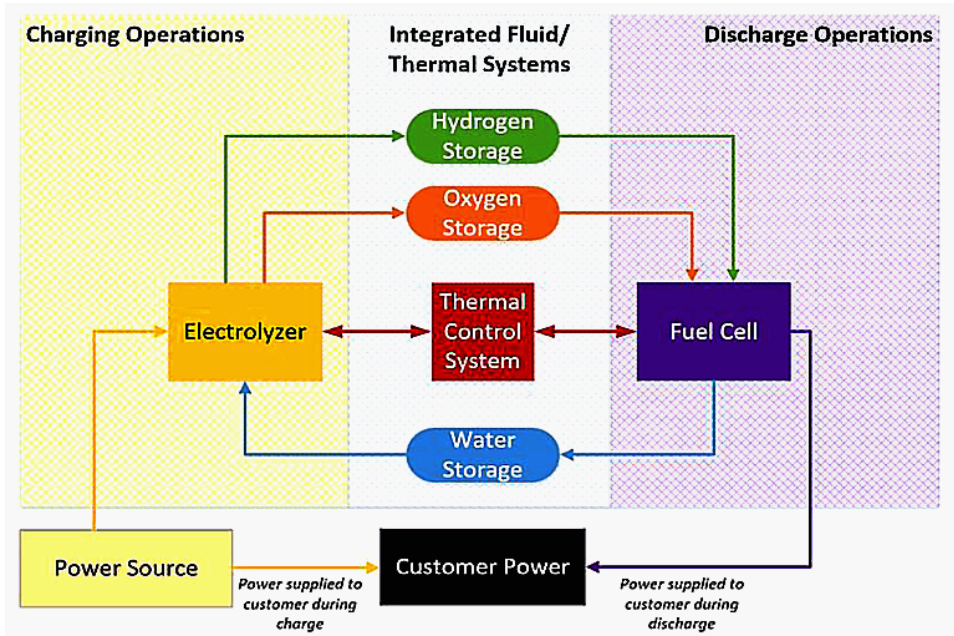 Charging Operations
Integrated Fluid/
Thermal Systems
Discharge Operations
Hydrogen
Storage
Oxygen
Storage
Electrolyzer
Thermal
Control
System
Fuel Cell
Water
Storage
Power Source
Customer Power
Power supplied to
customer during
charge
Power supplied to
customer during
discharge